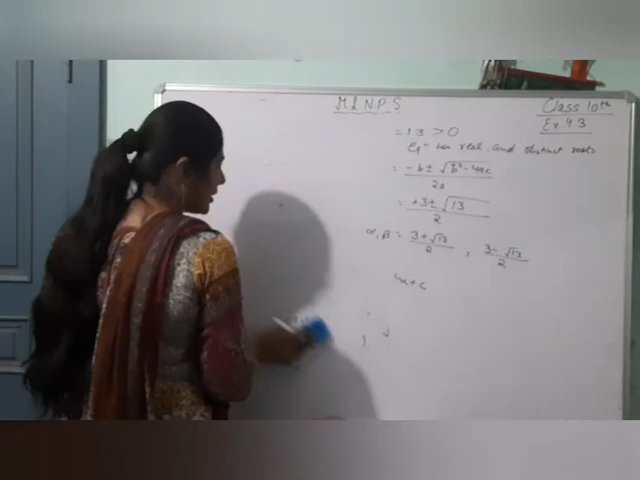 M L N P S
Class 10th
Ex 4.3
= 13 > 0
Eqn has real and distinct roots
= -b ± √b²-4ac / 2a
= +3 ± √13 / 2
α, β = 3+√13 / 2 , 3-√13 / 2